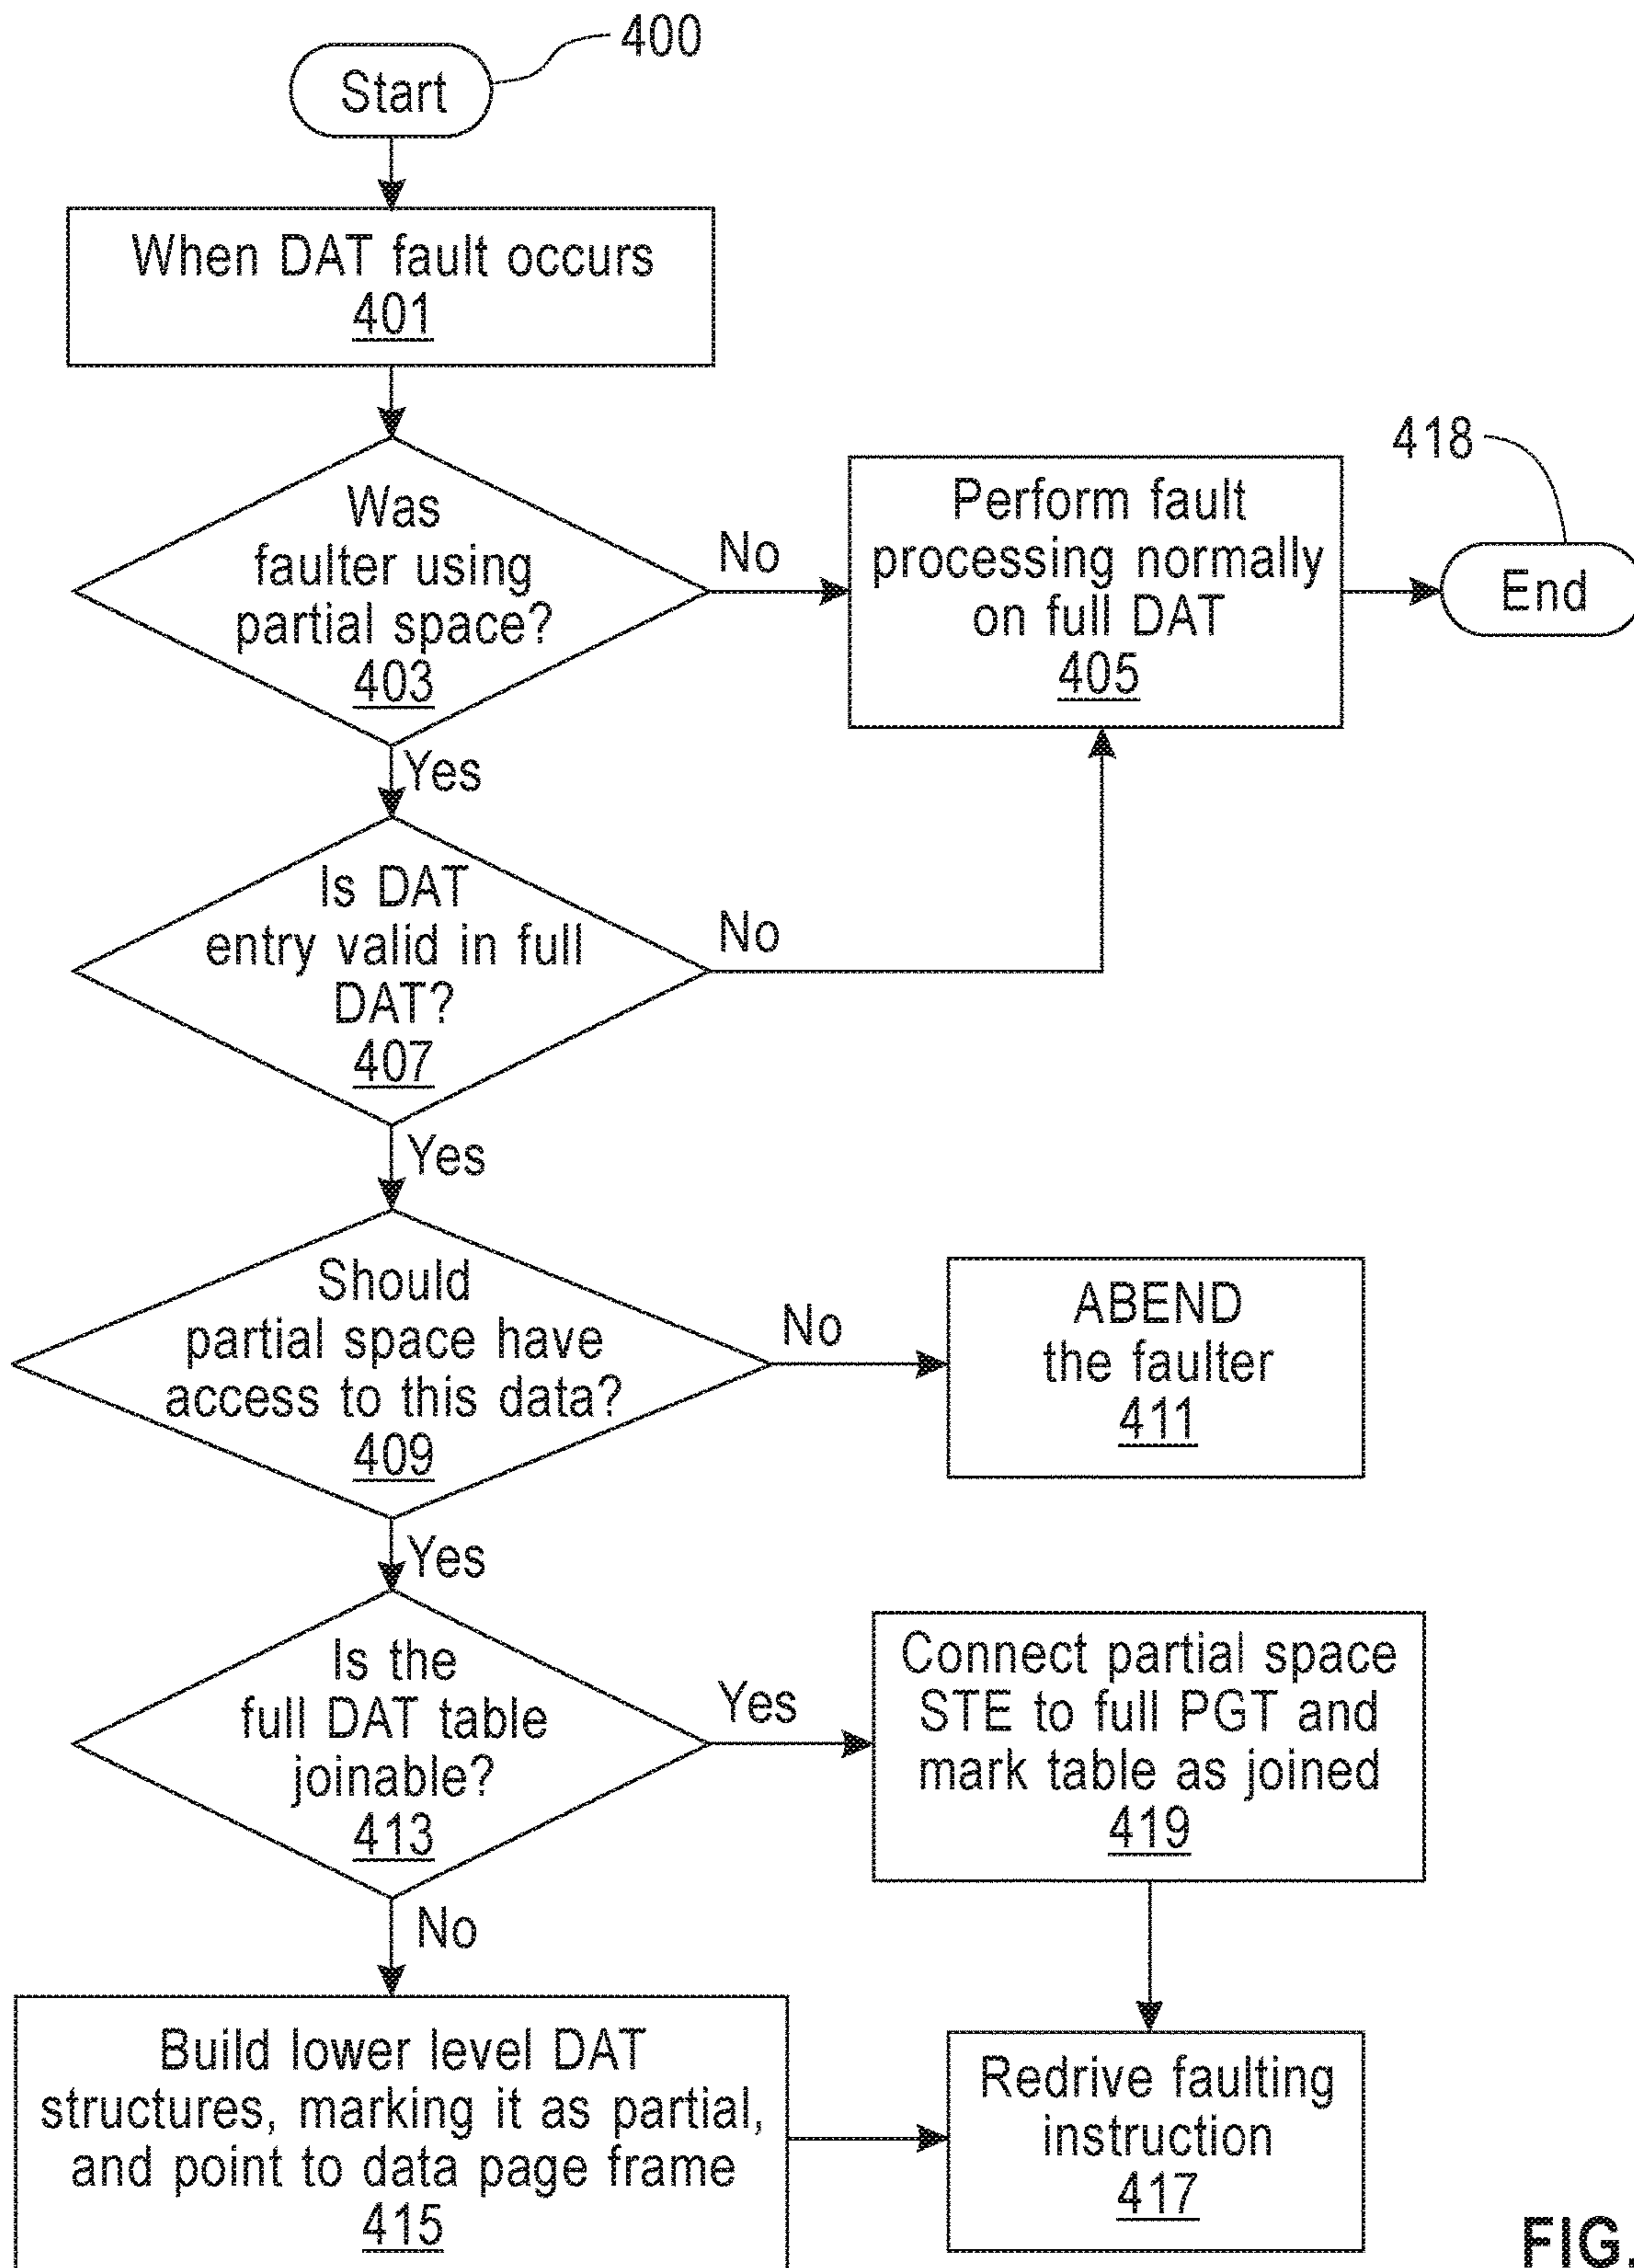 400
Start
When DAT fault occurs
401
Was
faulter using
partial space?
403
No
Yes
Perform fault
processing normally
on full DAT
405
418
End
Is DAT
entry valid in full
DAT?
407
No
Yes
Should
partial space have
access to this data?
409
No
Yes
ABEND
the faulter
411
Is the
full DAT table
joinable?
413
Yes
No
Connect partial space
STE to full PGT and
mark table as joined
419
Build lower level DAT
structures, marking it as partial,
and point to data page frame
415
Redrive faulting
instruction
417
FIG.